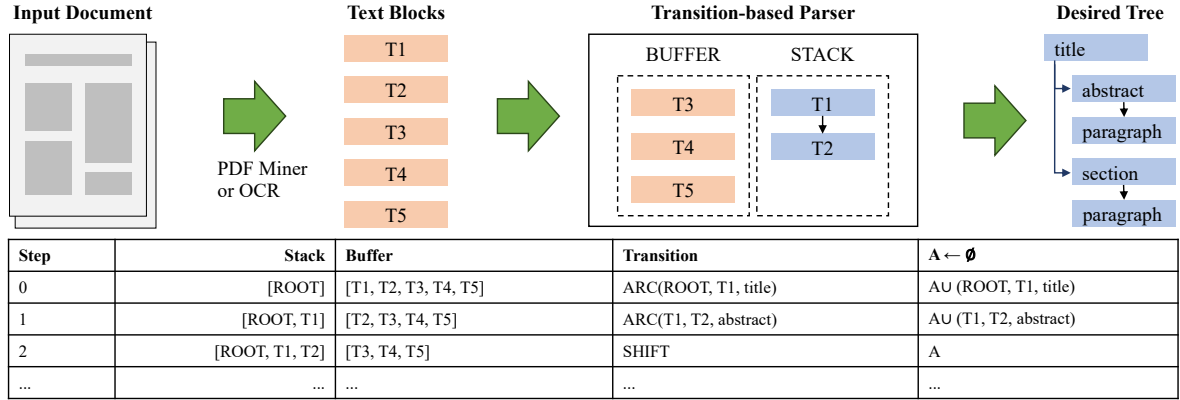 Input Document
Text Blocks
Transition-based Parser
Desired Tree
PDF Miner
or OCR
T1
T2
T3
T4
T5
BUFFER
STACK
T3
T4
T5
T1
T2
title
abstract
paragraph
section
paragraph
Step Stack Buffer Transition A ← ∅
0 [ROOT] [T1, T2, T3, T4, T5] ARC(ROOT, T1, title) A∪ (ROOT, T1, title)
1 [ROOT, T1] [T2, T3, T4, T5] ARC(T1, T2, abstract) A∪ (T1, T2, abstract)
2 [ROOT, T1, T2] [T3, T4, T5] SHIFT A
... ... ... ... ...